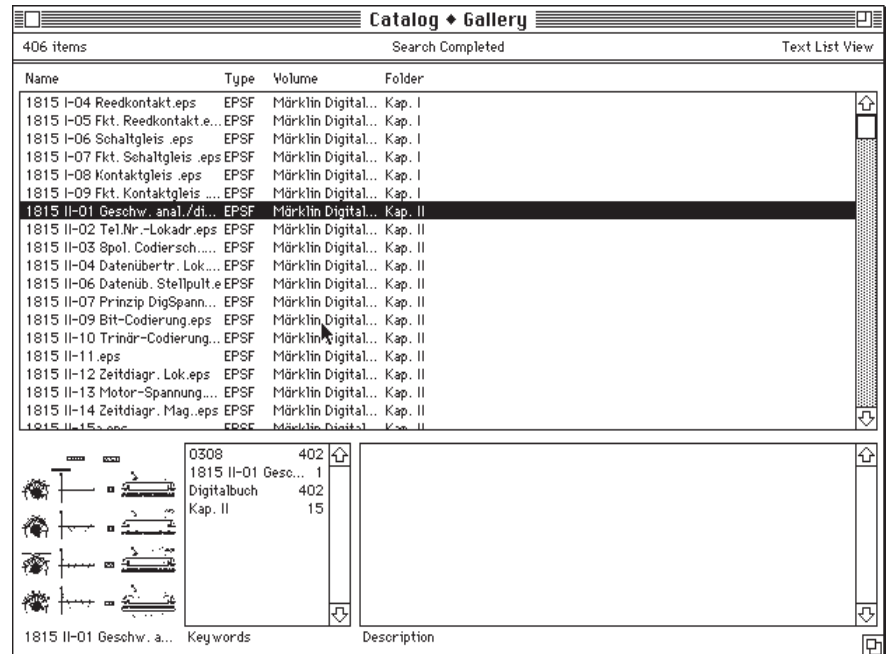 Catalog ♦ Gallery
406 items Search Completed Text List View
Name Type Volume Folder
1815 I-04 Reedkontakt.eps EPSF Märklin Digital... Kap. I
1815 I-05 Fkt. Reedkontakt.e... EPSF Märklin Digital... Kap. I
1815 I-06 Schaltgleis .eps EPSF Märklin Digital... Kap. I
1815 I-07 Fkt. Schaltgleis .eps EPSF Märklin Digital... Kap. I
1815 I-08 Kontaktgleis .eps EPSF Märklin Digital... Kap. I
1815 I-09 Fkt. Kontaktgleis .... EPSF Märklin Digital... Kap. I
1815 II-01 Geschw. anal./di... EPSF Märklin Digital... Kap. II
1815 II-02 Tel.Nr.-Lokadr.eps EPSF Märklin Digital... Kap. II
1815 II-03 8pol. Codiersch..... EPSF Märklin Digital... Kap. II
1815 II-04 Datenübertr. Lok.... EPSF Märklin Digital... Kap. II
1815 II-06 Datenüb. Stellpult.e EPSF Märklin Digital... Kap. II
1815 II-07 Prinzip DigSpann... EPSF Märklin Digital... Kap. II
1815 II-09 Bit-Codierung.eps EPSF Märklin Digital... Kap. II
1815 II-10 Trinär-Codierung... EPSF Märklin Digital... Kap. II
1815 II-11.eps EPSF Märklin Digital... Kap. II
1815 II-12 Zeitdiagr. Lok.eps EPSF Märklin Digital... Kap. II
1815 II-13 Motor-Spannung.... EPSF Märklin Digital... Kap. II
1815 II-14 Zeitdiagr. Mag..eps EPSF Märklin Digital... Kap. II
1815 II-15a.eps EPSF Märklin Digital... Kap. II
0308 402
1815 II-01 Gesc... 1
Digitalbuch 402
Kap. II 15
1815 II-01 Geschw. a... Keywords Description